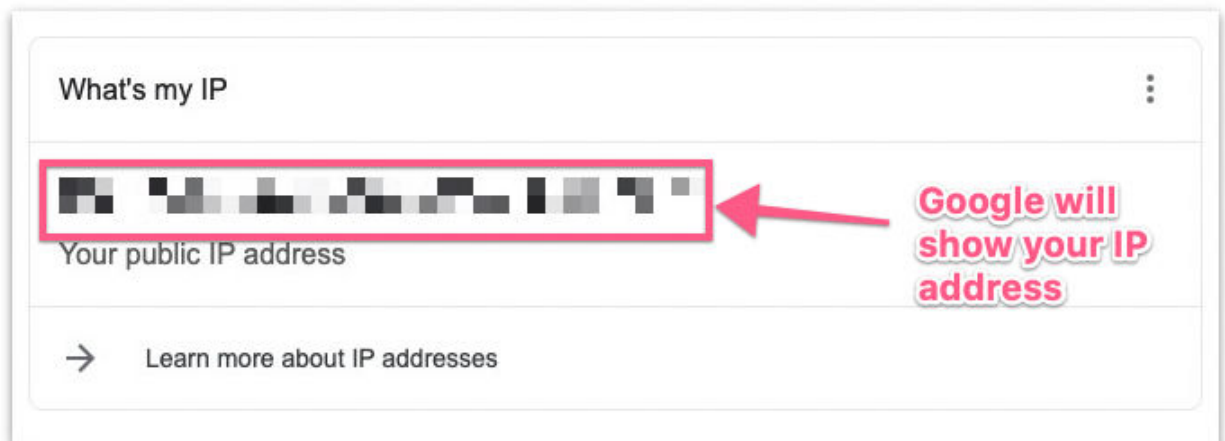 What's my IP
Your public IP address
Google will
show your IP
address
Learn more about IP addresses